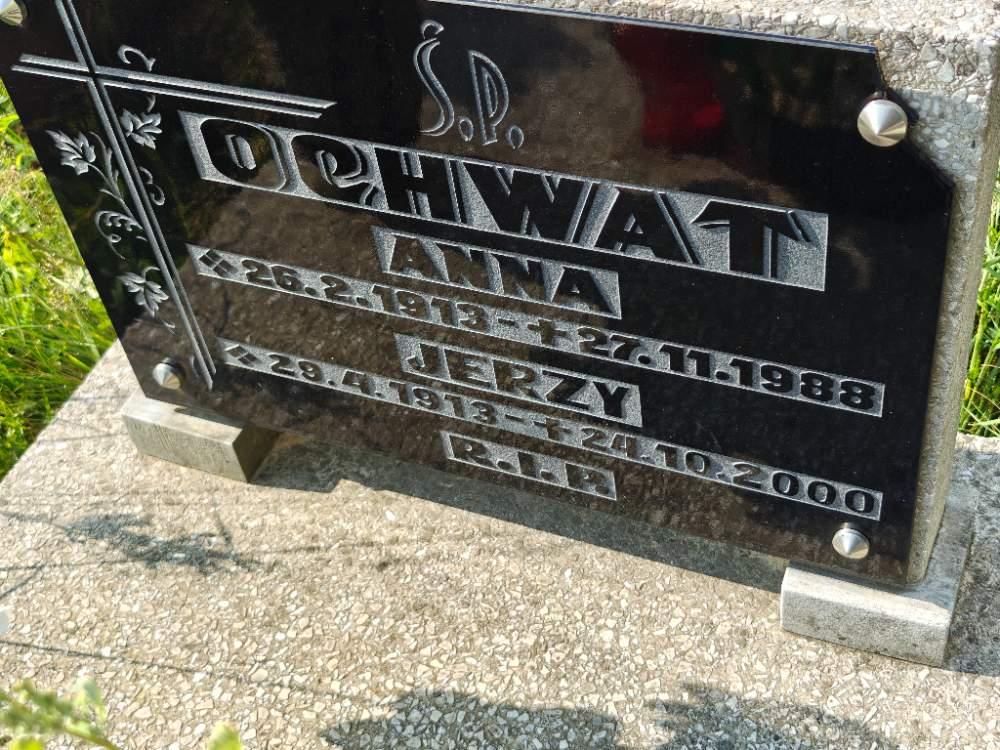 Ś.P.
OCHWAT
ANNA
26.2.1913-✝27.11.1988
JERZY
29.4.1913-✝24.10.2000
R.I.P.